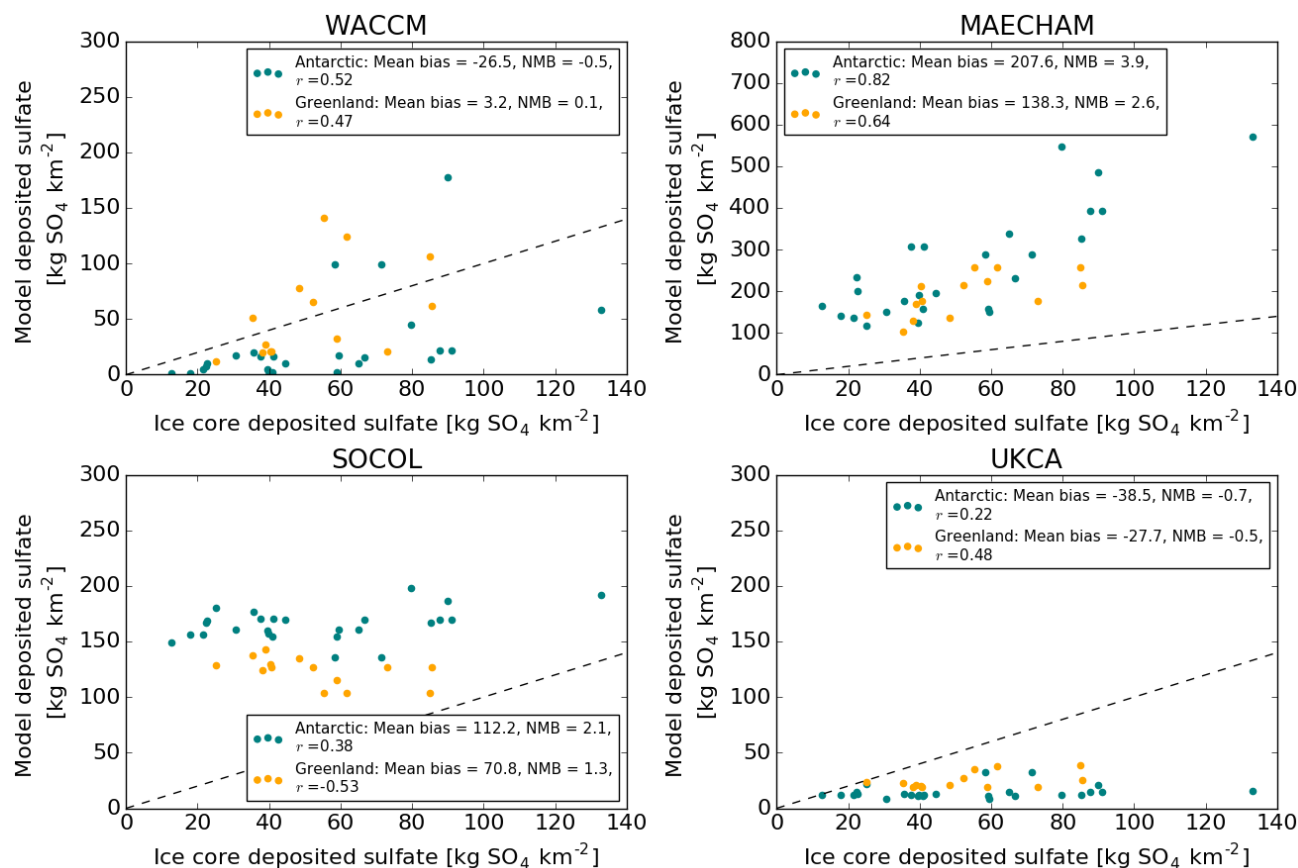 WACCM
300
250
200
150
100
50
0
0 20 40 60 80 100 120 140
Model deposited sulfate
[kg SO4 km-2]
Ice core deposited sulfate [kg SO4 km-2]
Antarctic: Mean bias = -26.5, NMB = -0.5,
r =0.52
Greenland: Mean bias = 3.2, NMB = 0.1,
r =0.47
MAECHAM
800
700
600
500
400
300
200
100
0
0 20 40 60 80 100 120 140
Model deposited sulfate
[kg SO4 km-2]
Ice core deposited sulfate [kg SO4 km-2]
Antarctic: Mean bias = 207.6, NMB = 3.9,
r =0.82
Greenland: Mean bias = 138.3, NMB = 2.6,
r =0.64
SOCOL
300
250
200
150
100
50
0
0 20 40 60 80 100 120 140
Model deposited sulfate
[kg SO4 km-2]
Ice core deposited sulfate [kg SO4 km-2]
Antarctic: Mean bias = 112.2, NMB = 2.1,
r =0.38
Greenland: Mean bias = 70.8, NMB = 1.3,
r =-0.53
UKCA
300
250
200
150
100
50
0
0 20 40 60 80 100 120 140
Model deposited sulfate
[kg SO4 km-2]
Ice core deposited sulfate [kg SO4 km-2]
Antarctic: Mean bias = -38.5, NMB = -0.7,
r =0.22
Greenland: Mean bias = -27.7, NMB = -0.5,
r =0.48